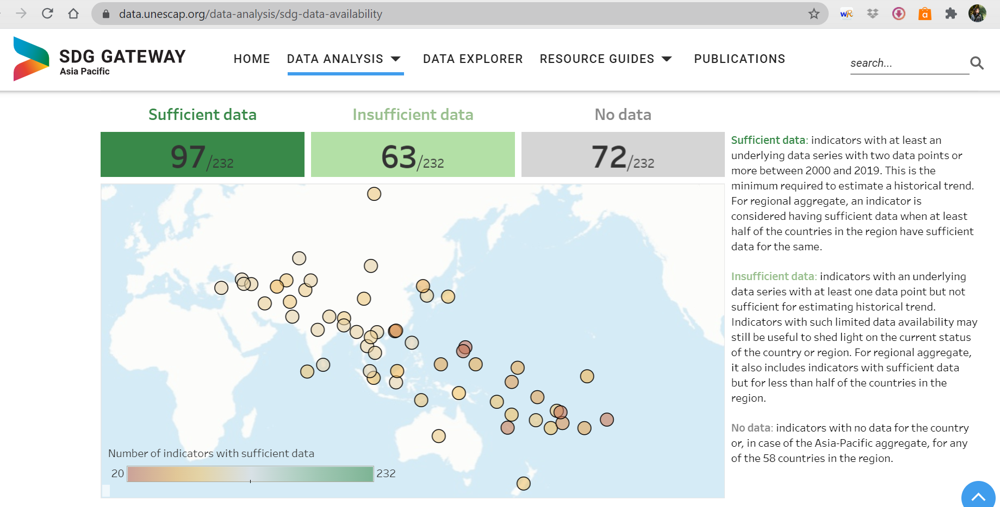 data.unescap.org/data-analysis/sdg-data-availability
SDG GATEWAY
Asia Pacific
HOME
DATA ANALYSIS
DATA EXPLORER
RESOURCE GUIDES
PUBLICATIONS
search...
Sufficient data
Insufficient data
No data
97/232
63/232
72/232
Sufficient data: indicators with at least an
underlying data series with two data points or
more between 2000 and 2019. This is the
minimum required to estimate a historical trend.
For regional aggregate, an indicator is
considered having sufficient data when at least
half of the countries in the region have sufficient
data for the same.
Insufficient data: indicators with an underlying
data series with at least one data point but not
sufficient for estimating historical trend.
Indicators with such limited data availability may
still be useful to shed light on the current status
of the country or region. For regional aggregate,
it also includes indicators with sufficient data
but for less than half of the countries in the
region.
No data: indicators with no data for the country
or, in case of the Asia-Pacific aggregate, for any
of the 58 countries in the region.
Number of indicators with sufficient data
20
232